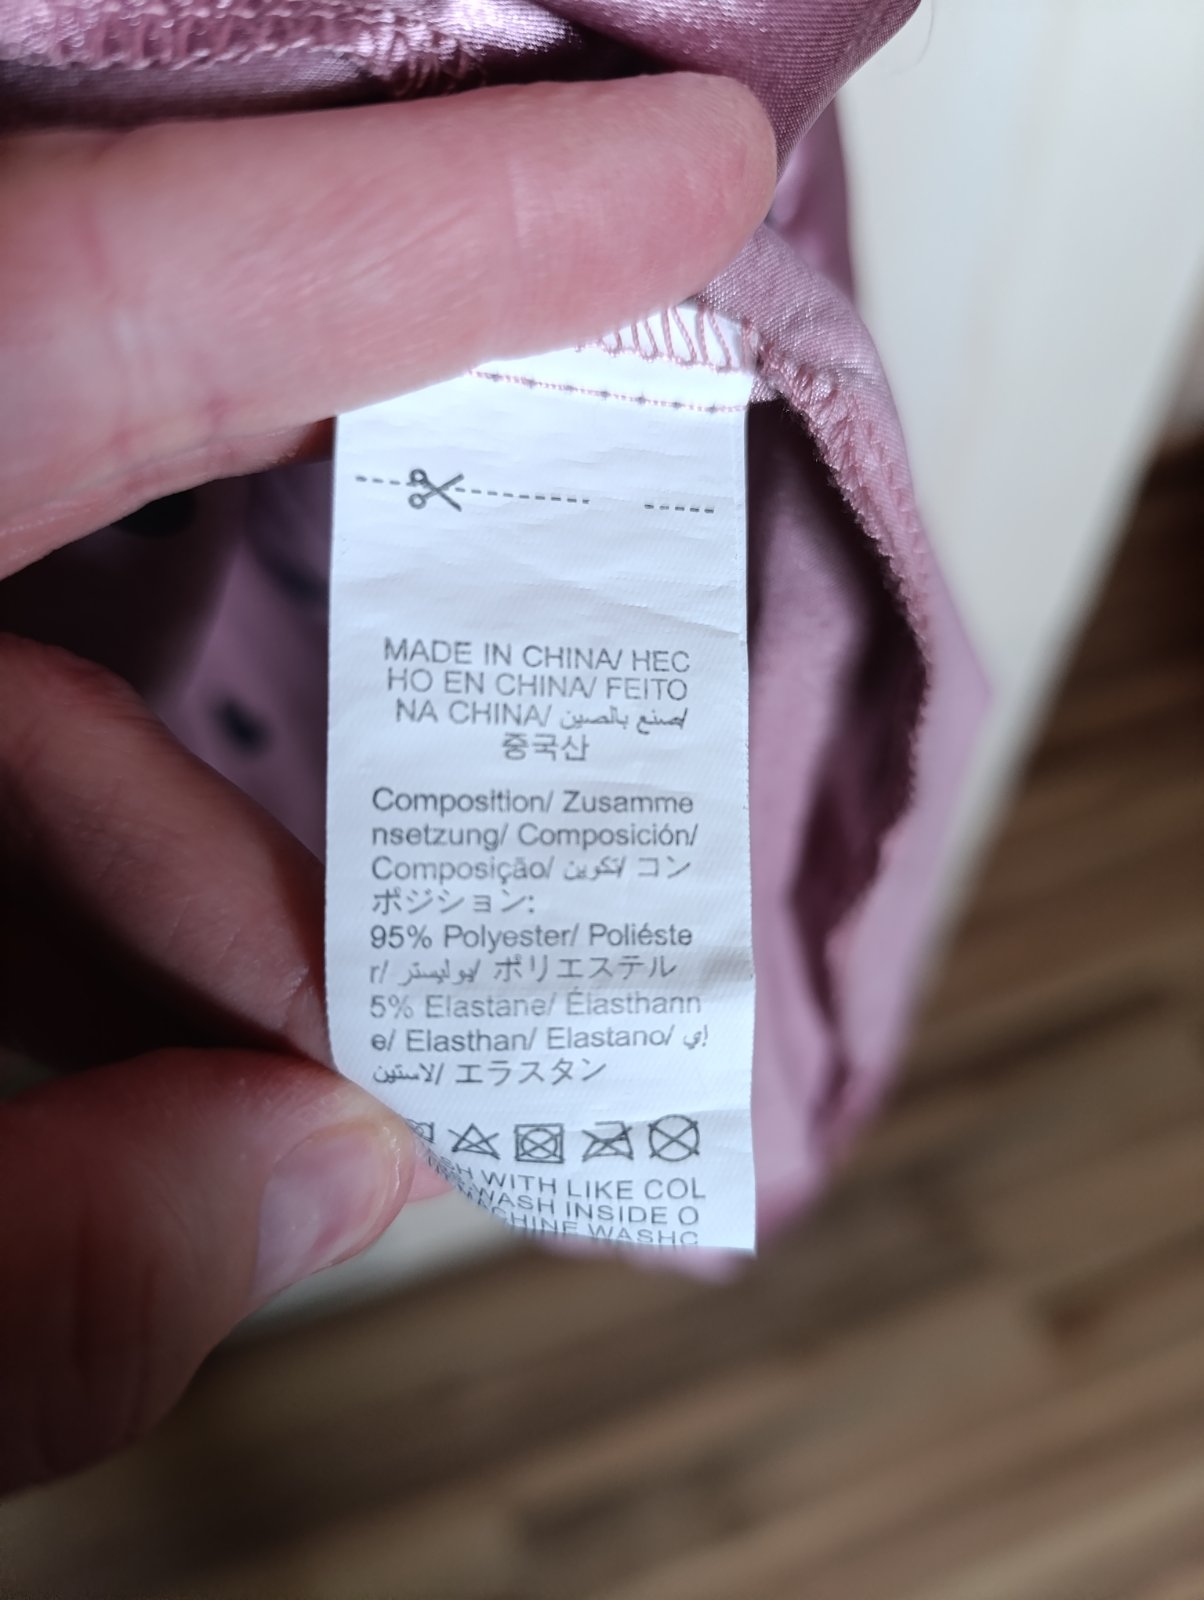 MADE IN CHINA/ HEC
HO EN CHINA/ FEITO
NA CHINA/ صنع بالصين/
중국산
Composition/ Zusamme
nsetzung/ Composición/
Composição/ تكوين/ コン
ポジション:
95% Polyester/ Poliéste
r/ بوليستر/ ポリエステル
5% Elastane/ Élasthann
e/ Elasthan/ Elastano/ إي
لاستين/ エラスタン
WITH LIKE COL
WASH INSIDE O
WASHC